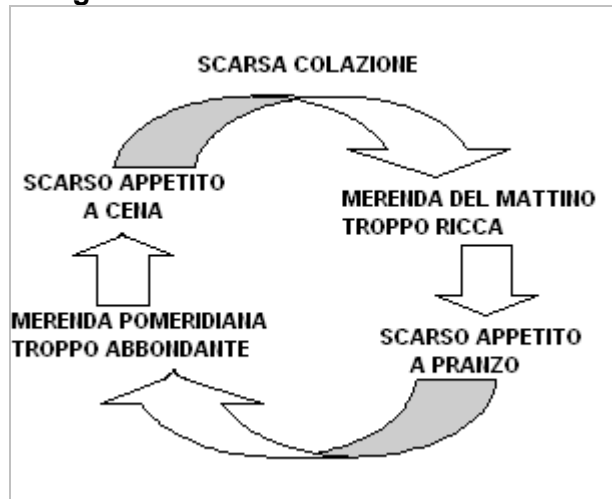 SCARSA COLAZIONE
MERENDA DEL MATTINO
TROPPO RICCA
SCARSO APPETITO
A PRANZO
MERENDA POMERIDIANA
TROPPO ABBONDANTE
SCARSO APPETITO
A CENA